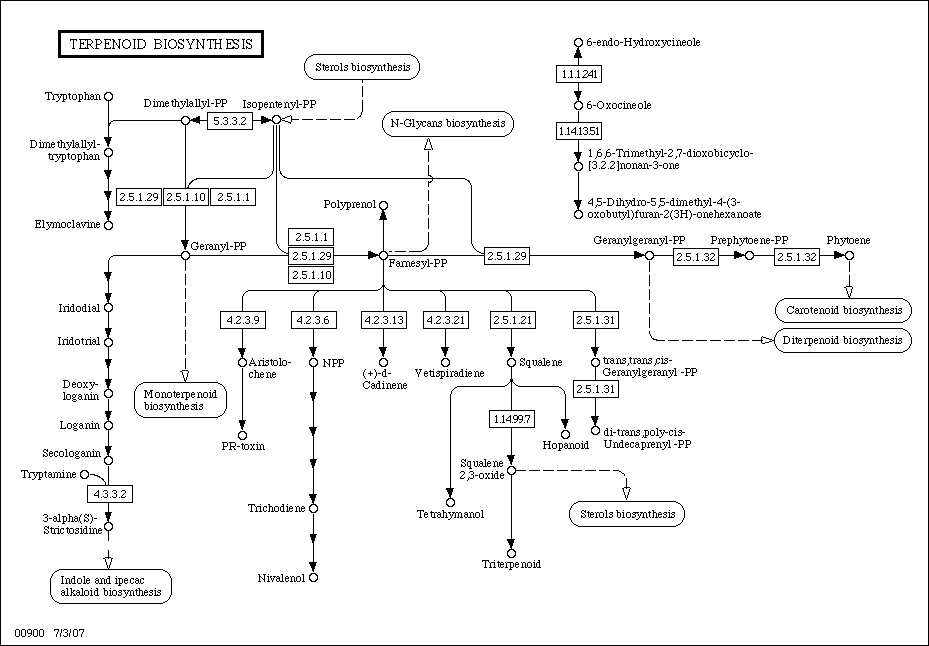 TERPENOID BIOSYNTHESIS
Sterols biosynthesis
6-endo-Hydroxycineole
1.1.1.241
6-Oxocineole
1.14.13.51
1,6,6-Trimethyl-2,7-dioxobicyclo-
[3.2.2]nonan-3-one
4,5-Dihydro-5,5-dimethyl-4-(3-
oxobutyl)furan-2(3H)-onehexanoate
Tryptophan
Dimethylallyl-PP
Isopentenyl-PP
5.3.3.2
N-Glycans biosynthesis
Dimethylallyl-
tryptophan
2.5.1.29
2.5.1.10
2.5.1.1
Elymoclavine
Polyprenol
Geranyl-PP
2.5.1.1
2.5.1.29
2.5.1.10
Farnesyl-PP
2.5.1.29
Geranylgeranyl-PP
2.5.1.32
Prephytoene-PP
2.5.1.32
Phytoene
Carotenoid biosynthesis
Diterpenoid biosynthesis
Iridodial
Iridotrial
Deoxy-
loganin
Loganin
Secologanin
Tryptamine
4.3.3.2
3-alpha(S)-
Strictosidine
Indole and ipecac
alkaloid biosynthesis
Monoterpenoid
biosynthesis
4.2.3.9
4.2.3.6
4.2.3.13
4.2.3.21
2.5.1.21
2.5.1.31
Aristolo-
chene
NPP
(+)-d-
Cadinene
Vetispiradiene
Squalene
trans,trans,cis-
Geranylgeranyl -PP
2.5.1.31
PR-toxin
1.14.99.7
Hopanoid
di-trans,poly-cis-
Undecaprenyl -PP
Squalene
2,3-oxide
Trichodiene
Tetrahymanol
Sterols biosynthesis
Triterpenoid
Nivalenol
00900 7/3/07